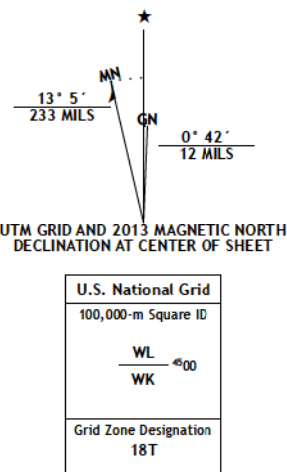 MN
13° 5´
233 MILS
GN
0° 42´
12 MILS
UTM GRID AND 2013 MAGNETIC NORTH
DECLINATION AT CENTER OF SHEET
U.S. National Grid
100,000-m Square ID
WL
⁴⁵00
WK
Grid Zone Designation
18T